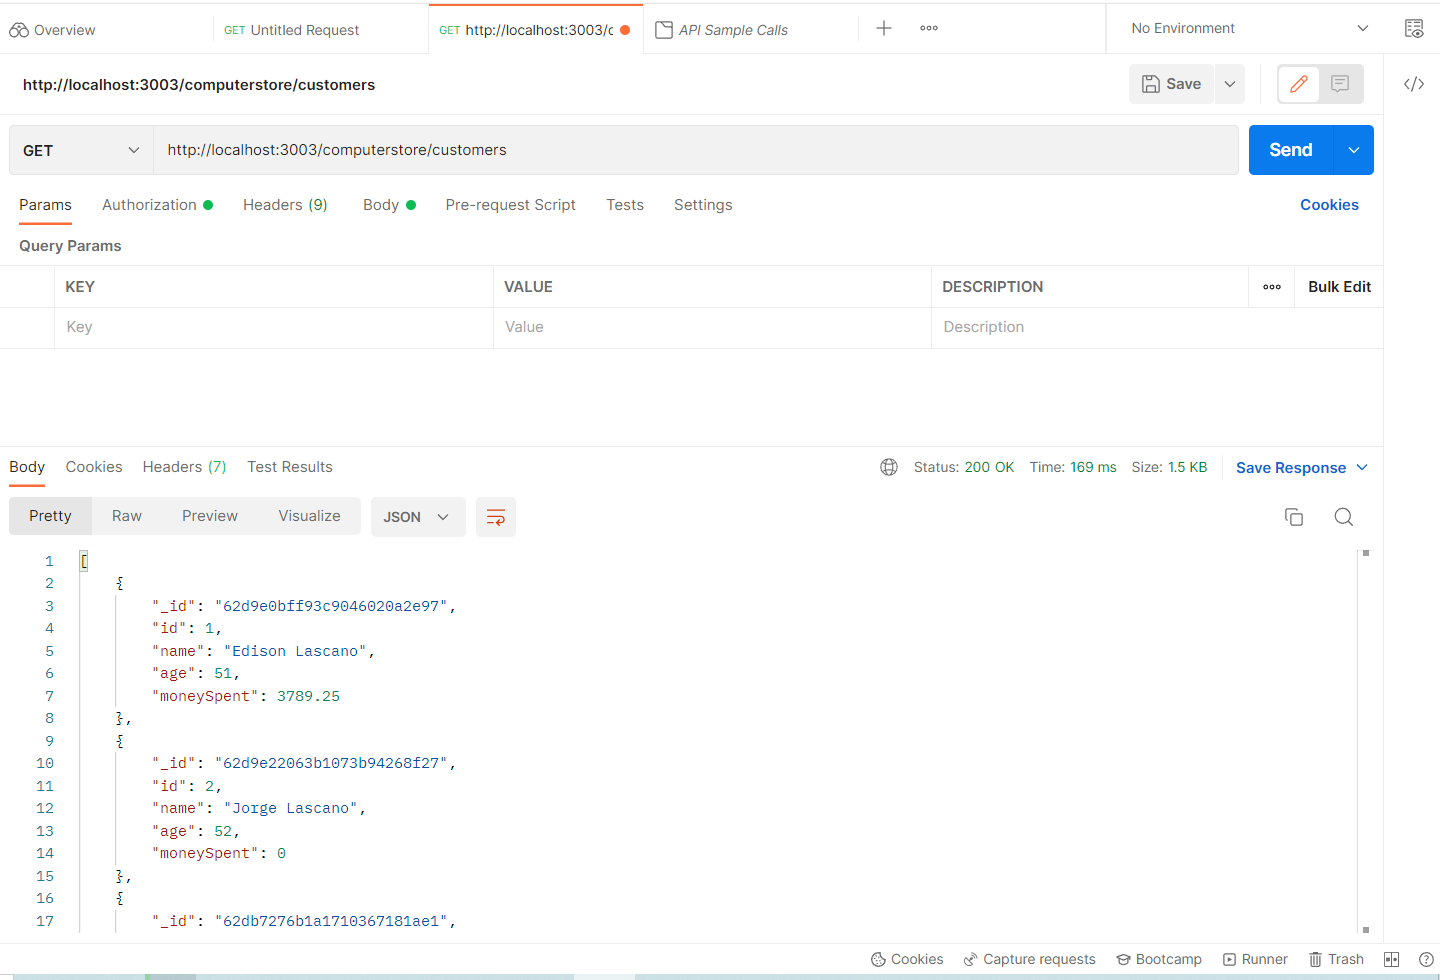 Overview
GET Untitled Request
GET http://localhost:3003/c
API Sample Calls
No Environment
http://localhost:3003/computerstore/customers
Save
GET
http://localhost:3003/computerstore/customers
Send
Params Authorization Headers (9) Body Pre-request Script Tests Settings Cookies
Query Params
KEY VALUE DESCRIPTION Bulk Edit
Key Value Description
Body Cookies Headers (7) Test Results Status: 200 OK Time: 169 ms Size: 1.5 KB Save Response
Pretty Raw Preview Visualize JSON
1 [
2 {
3 "_id": "62d9e0bff93c9046020a2e97",
4 "id": 1,
5 "name": "Edison Lascano",
6 "age": 51,
7 "moneySpent": 3789.25
8 },
9 {
10 "_id": "62d9e22063b1073b94268f27",
11 "id": 2,
12 "name": "Jorge Lascano",
13 "age": 52,
14 "moneySpent": 0
15 },
16 {
17 "_id": "62db7276b1a1710367181ae1",
Cookies Capture requests Bootcamp Runner Trash